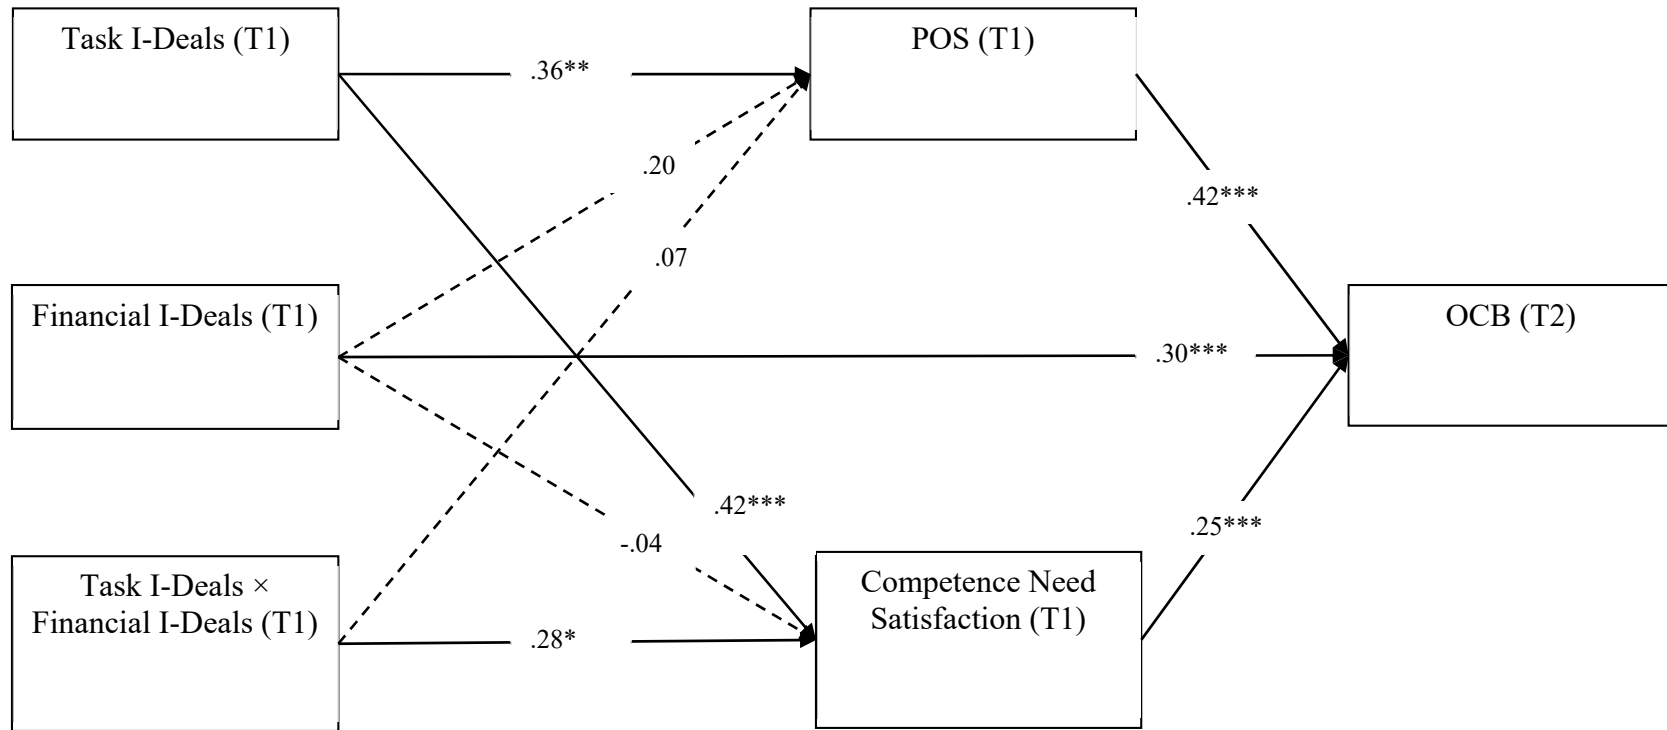 Task I-Deals (T1)
POS (T1)
.36**
.20
.42***
.07
Financial I-Deals (T1)
OCB (T2)
.30***
.42***
.25***
-.04
Task I-Deals ×
Financial I-Deals (T1)
Competence Need
Satisfaction (T1)
.28*